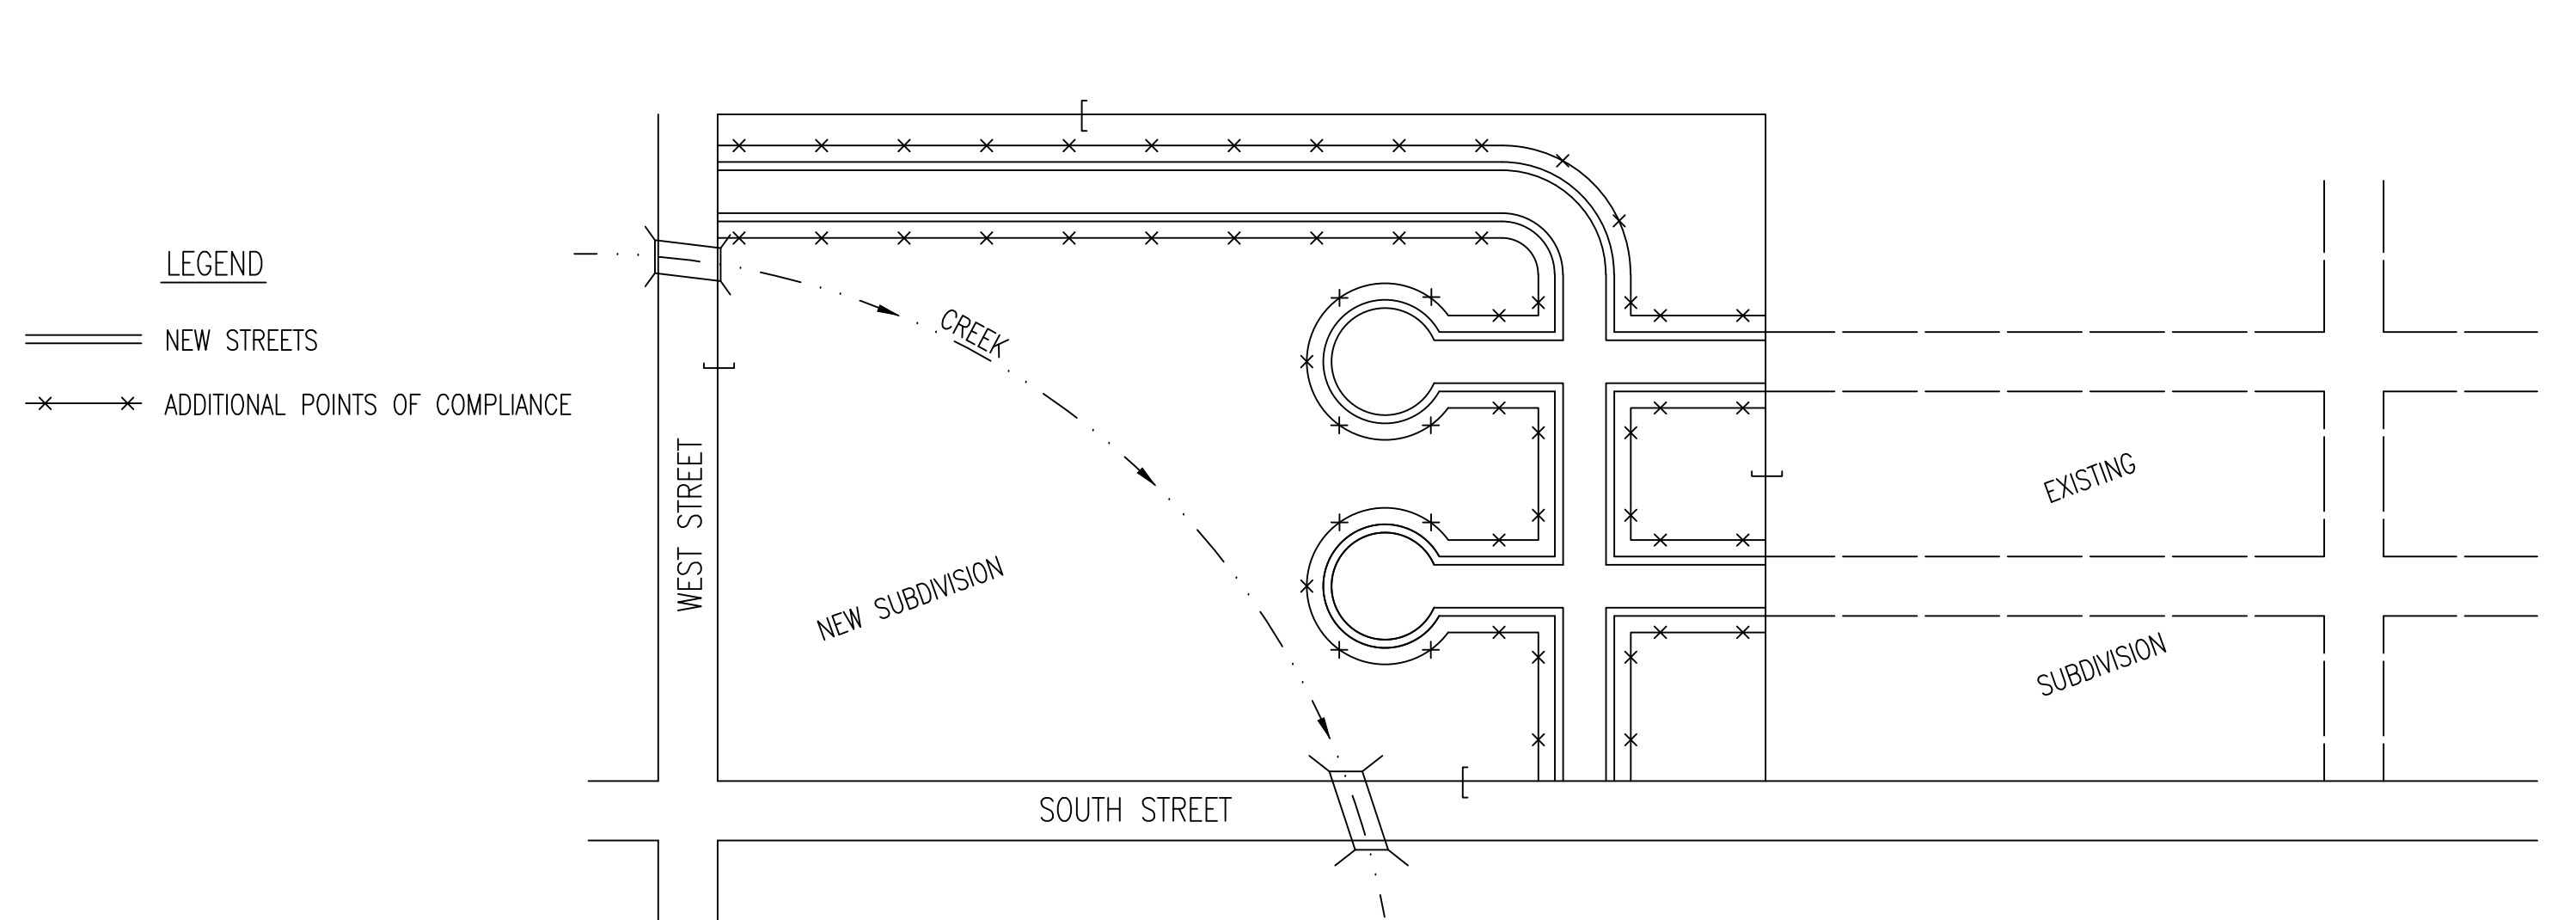 LEGEND
NEW STREETS
ADDITIONAL POINTS OF COMPLIANCE
CREEK
WEST STREET
NEW SUBDIVISION
SOUTH STREET
EXISTING
SUBDIVISION